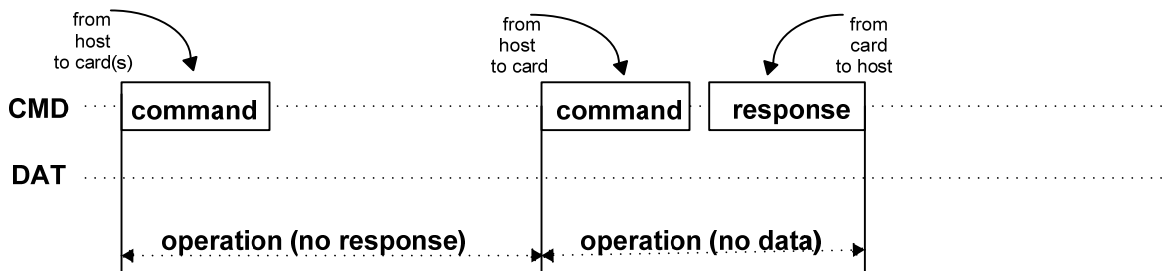 from
host
to card(s)
from
host
to card
from
card
to host
CMD
command
command
response
DAT
operation (no response)
operation (no data)